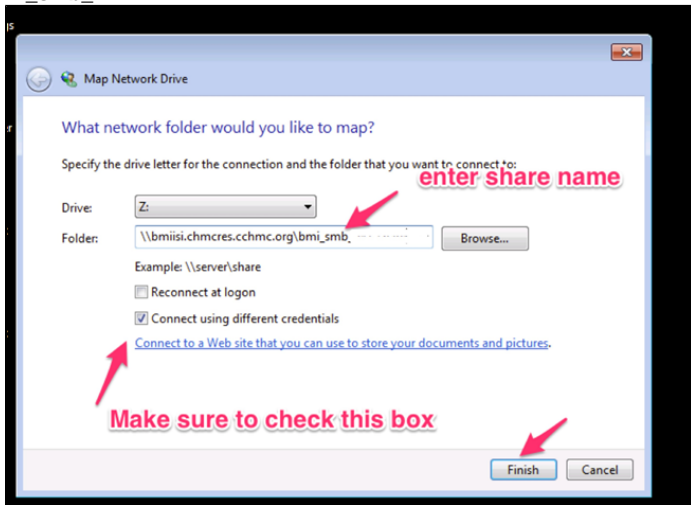 gs
Map Network Drive
What network folder would you like to map?
Specify the drive letter for the connection and the folder that you want to connect to:
enter share name
Drive: Z:
Folder: \\bmiisi.chmcres.cchmc.org\bmi_smb_ Browse...
Example: \\server\share
Reconnect at logon
Connect using different credentials
Connect to a Web site that you can use to store your documents and pictures.
Make sure to check this box
Finish Cancel